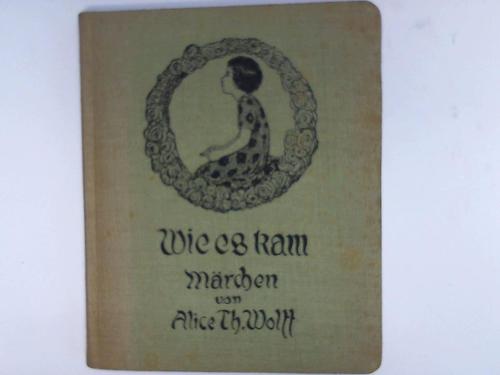 Wie es kam
Märchen
von
Alice Th. Wolff